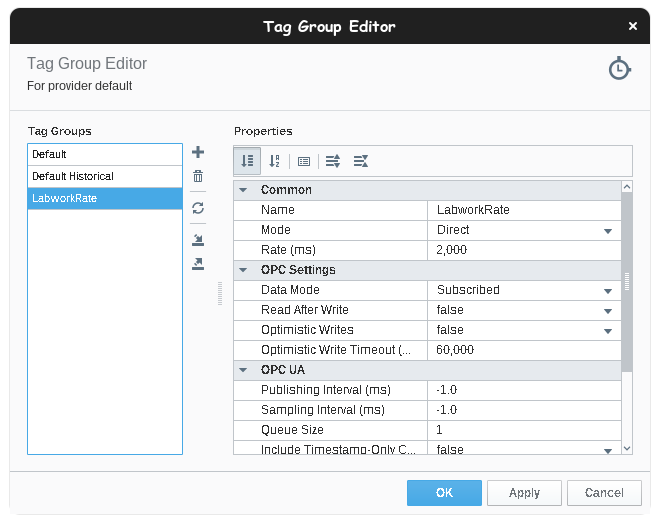 Tag Group Editor
Tag Group Editor
For provider default
Tag Groups
Default
Default Historical
LabworkRate
Properties
Common
Name LabworkRate
Mode Direct
Rate (ms) 2,000
OPC Settings
Data Mode Subscribed
Read After Write false
Optimistic Writes false
Optimistic Write Timeout (... 60,000
OPC UA
Publishing Interval (ms) -1.0
Sampling Interval (ms) -1.0
Queue Size 1
Include Timestamp-Only C... false
OK Apply Cancel